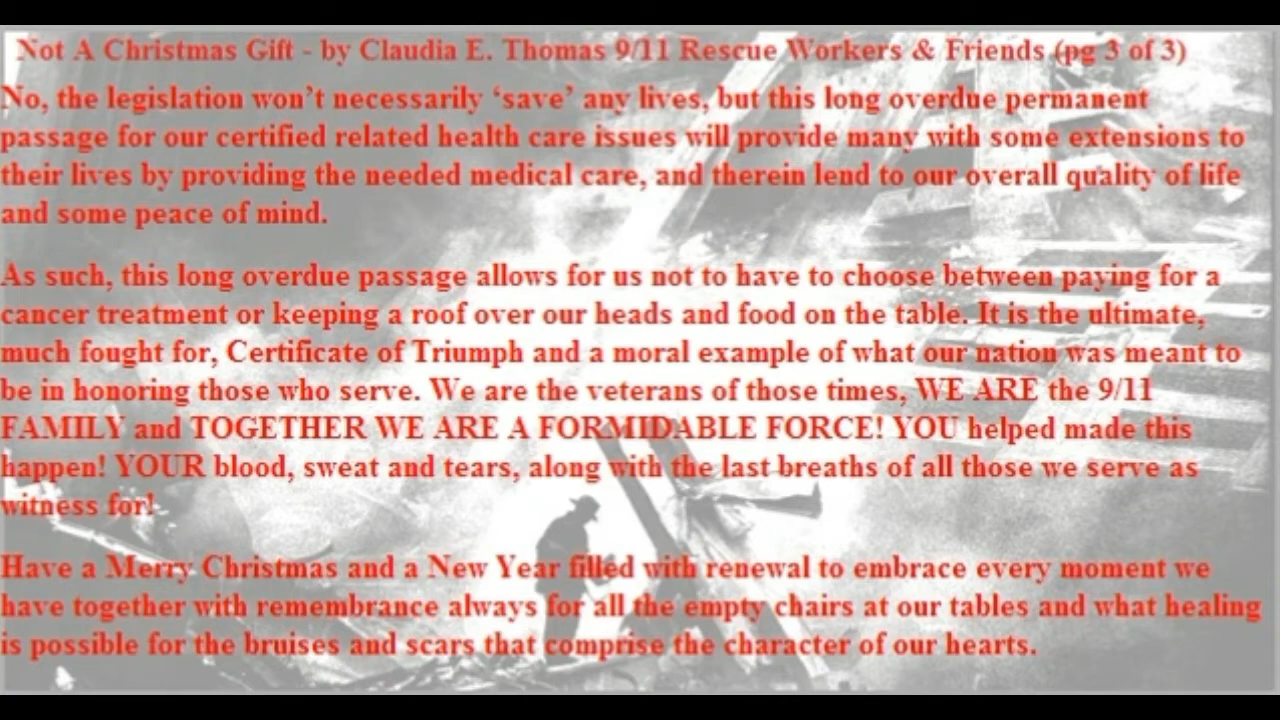 Not A Christmas Gift - by Claudia E. Thomas 9/11 Rescue Workers & Friends (pg 3 of 3)
No, the legislation won’t necessarily ‘save’ any lives, but this long overdue permanent
passage for our certified related health care issues will provide many with some extensions to
their lives by providing the needed medical care, and therein lend to our overall quality of life
and some peace of mind.
As such, this long overdue passage allows for us not to have to choose between paying for a
cancer treatment or keeping a roof over our heads and food on the table. It is the ultimate,
much fought for, Certificate of Triumph and a moral example of what our nation was meant to
be in honoring those who serve. We are the veterans of those times, WE ARE the 9/11
FAMILY and TOGETHER WE ARE A FORMIDABLE FORCE! YOU helped made this
happen! YOUR blood, sweat and tears, along with the last breaths of all those we serve as
witness for!
Have a Merry Christmas and a New Year filled with renewal to embrace every moment we
have together with remembrance always for all the empty chairs at our tables and what healing
is possible for the bruises and scars that comprise the character of our hearts.